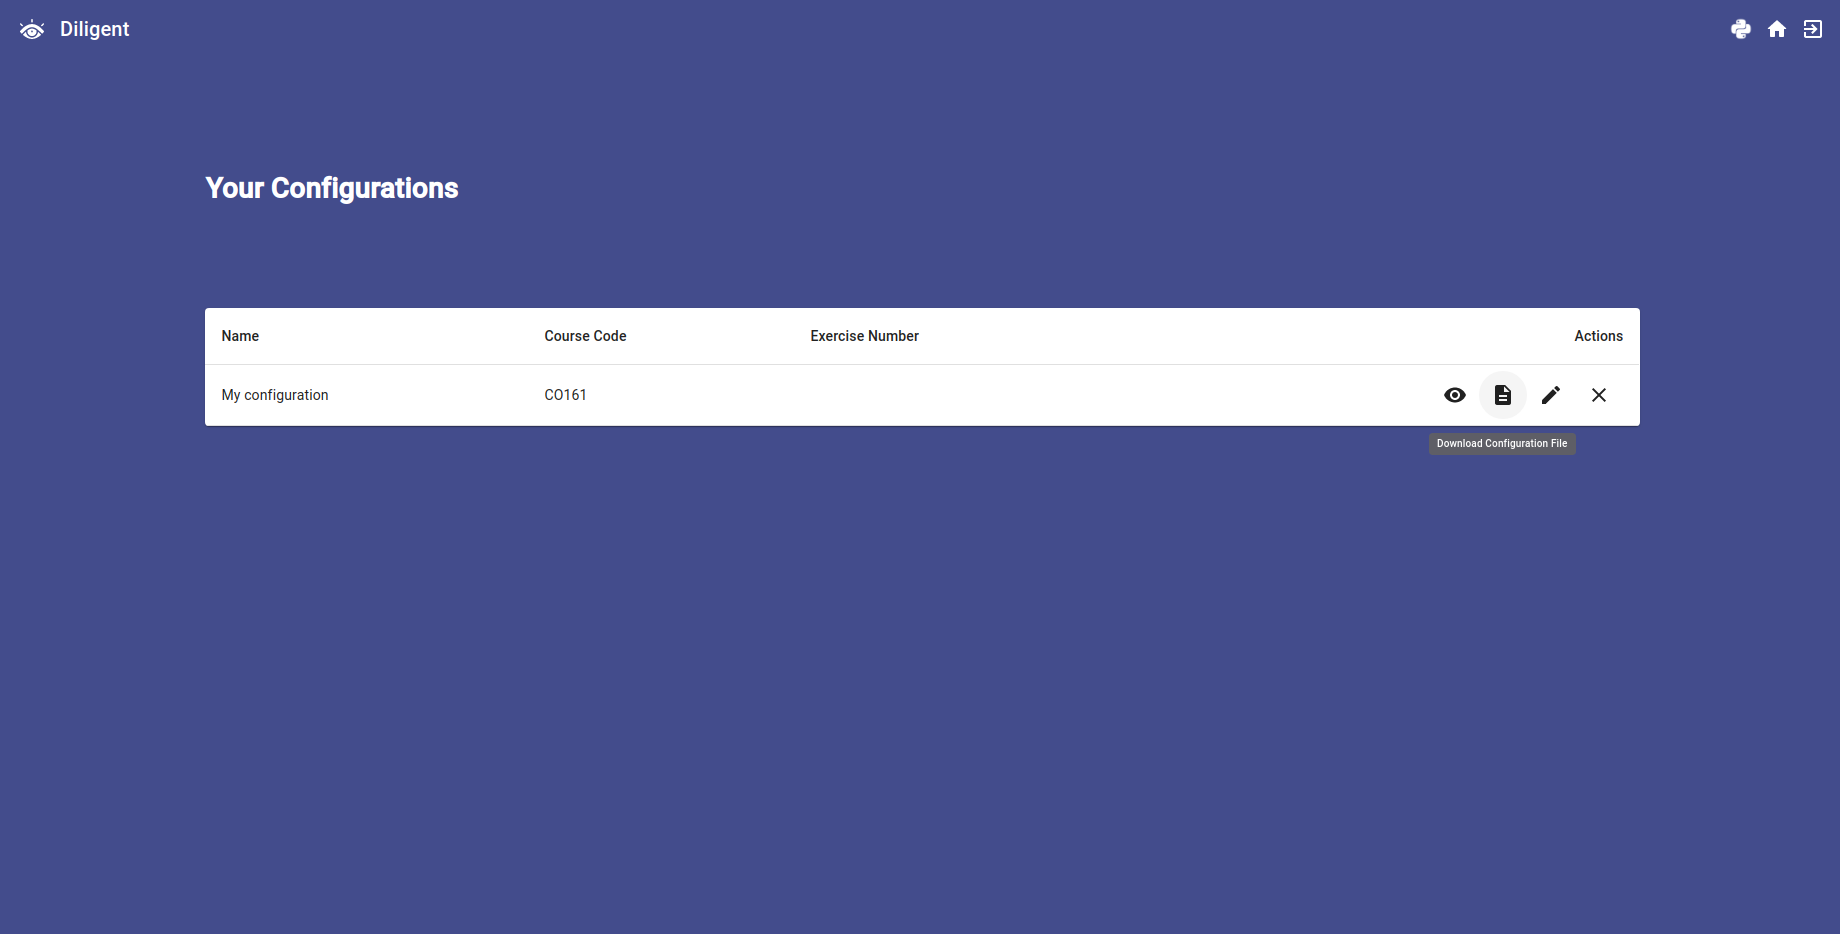 Diligent
Your Configurations
Name Course Code Exercise Number Actions
My configuration CO161
Download Configuration File